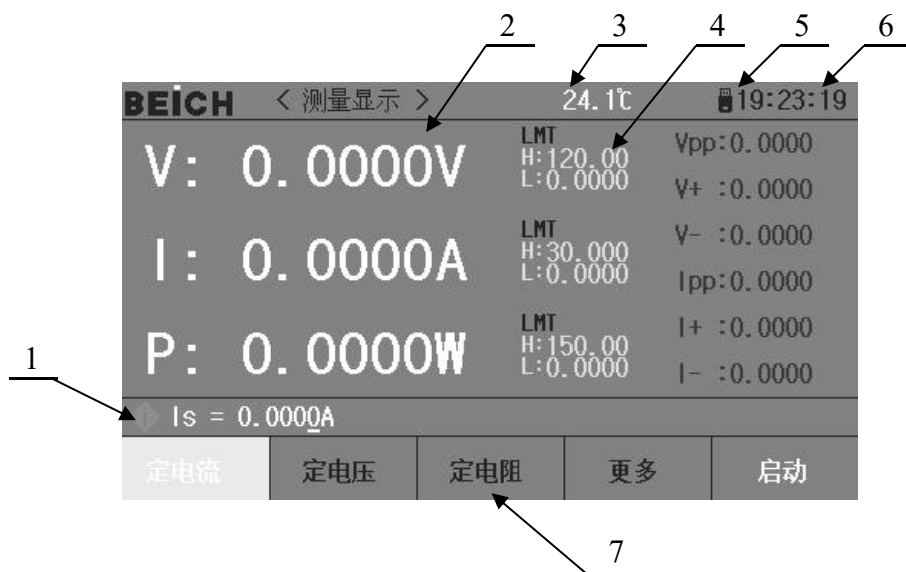 2 3 4 5 6
BEICH < 测量显示 > 24.1℃ 19:23:19
V: 0.0000V
LMT
H:120.00
L:0.0000
Vpp:0.0000
V+ :0.0000
I: 0.0000A
LMT
H:30.000
L:0.0000
V- :0.0000
Ipp:0.0000
P: 0.0000W
LMT
H:150.00
L:0.0000
I+ :0.0000
I- :0.0000
1
Is = 0.0000A
定电流 定电压 定电阻 更多 启动
7